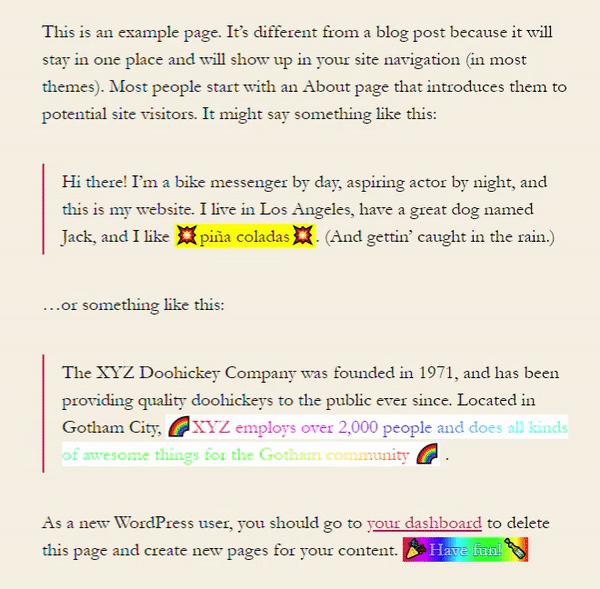 This is an example page. It’s different from a blog post because it will
stay in one place and will show up in your site navigation (in most
themes). Most people start with an About page that introduces them to
potential site visitors. It might say something like this:
Hi there! I’m a bike messenger by day, aspiring actor by night, and
this is my website. I live in Los Angeles, have a great dog named
Jack, and I like 💥piña coladas💥. (And gettin’ caught in the rain.)
…or something like this:
The XYZ Doohickey Company was founded in 1971, and has been
providing quality doohickeys to the public ever since. Located in
Gotham City, 🌈XYZ employs over 2,000 people and does all kinds
of awesome things for the Gotham community 🌈 .
As a new WordPress user, you should go to your dashboard to delete
this page and create new pages for your content. 🎉Have fun!🍾